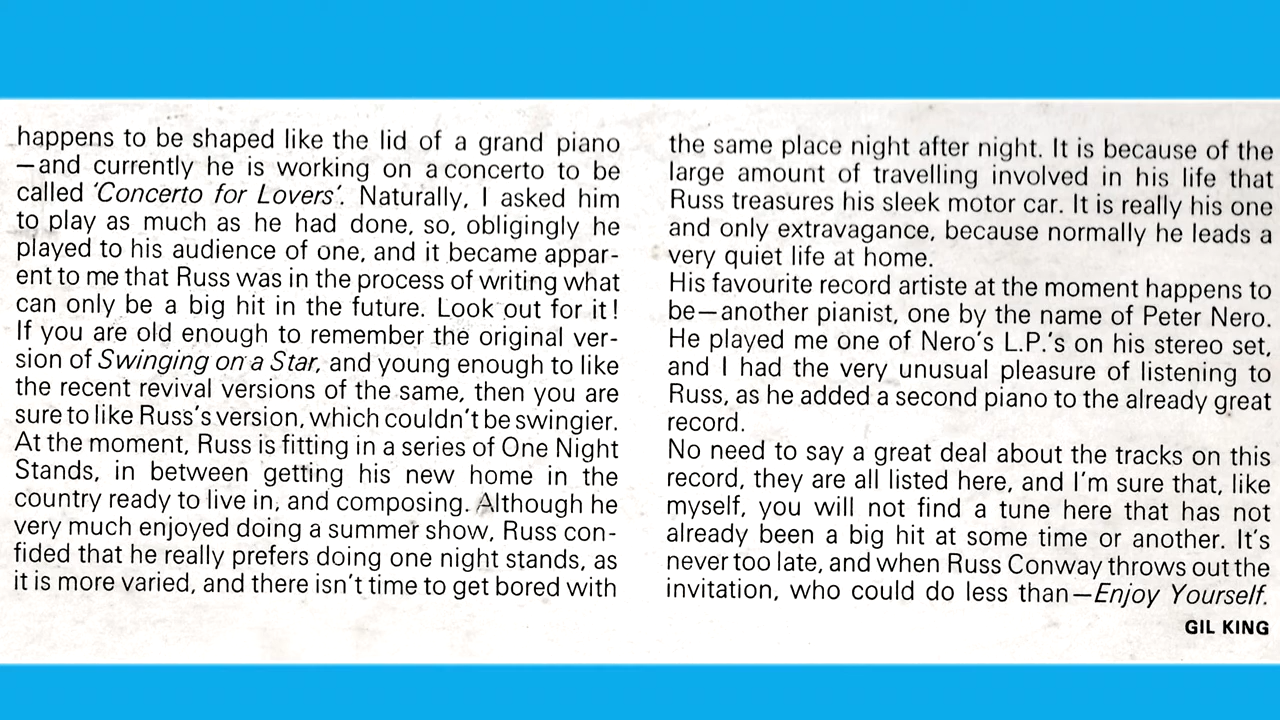 happens to be shaped like the lid of a grand piano
—and currently he is working on a concerto to be
called 'Concerto for Lovers'. Naturally, I asked him
to play as much as he had done, so, obligingly he
played to his audience of one, and it became appar-
ent to me that Russ was in the process of writing what
can only be a big hit in the future. Look out for it!
If you are old enough to remember the original ver-
sion of Swinging on a Star, and young enough to like
the recent revival versions of the same, then you are
sure to like Russ's version, which couldn't be swingier.
At the moment, Russ is fitting in a series of One Night
Stands, in between getting his new home in the
country ready to live in, and composing. Although he
very much enjoyed doing a summer show, Russ con-
fided that he really prefers doing one night stands, as
it is more varied, and there isn't time to get bored with
the same place night after night. It is because of the
large amount of travelling involved in his life that
Russ treasures his sleek motor car. It is really his one
and only extravagance, because normally he leads a
very quiet life at home.
His favourite record artiste at the moment happens to
be—another pianist, one by the name of Peter Nero.
He played me one of Nero's L.P.'s on his stereo set,
and I had the very unusual pleasure of listening to
Russ, as he added a second piano to the already great
record.
No need to say a great deal about the tracks on this
record, they are all listed here, and I'm sure that, like
myself, you will not find a tune here that has not
already been a big hit at some time or another. It's
never too late, and when Russ Conway throws out the
invitation, who could do less than—Enjoy Yourself.
GIL KING